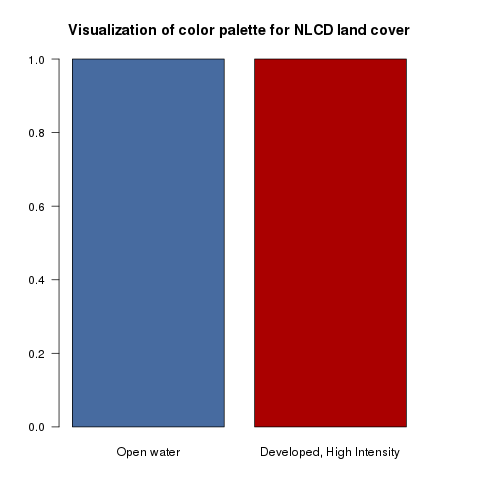 Visualization of color palette for NLCD land cover
1.0
0.8
0.6
0.4
0.2
0.0
Open water
Developed, High Intensity